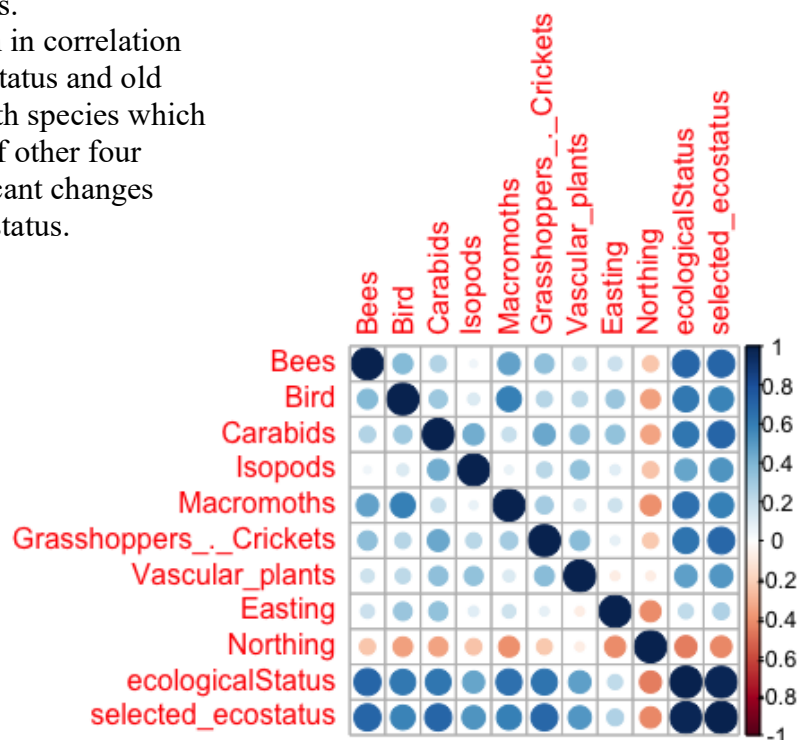 s.
in correlation
tatus and old
th species which
f other four
cant changes
tatus.
Bees
Bird
Carabids
Isopods
Macromoths
Grasshoppers_._Crickets
Vascular_plants
Easting
Northing
ecologicalStatus
selected_ecostatus
Bees
Bird
Carabids
Isopods
Macromoths
Grasshoppers_._Crickets
Vascular_plants
Easting
Northing
ecologicalStatus
selected_ecostatus
1
0.8
0.6
0.4
0.2
0
-0.2
-0.4
-0.6
-0.8
-1